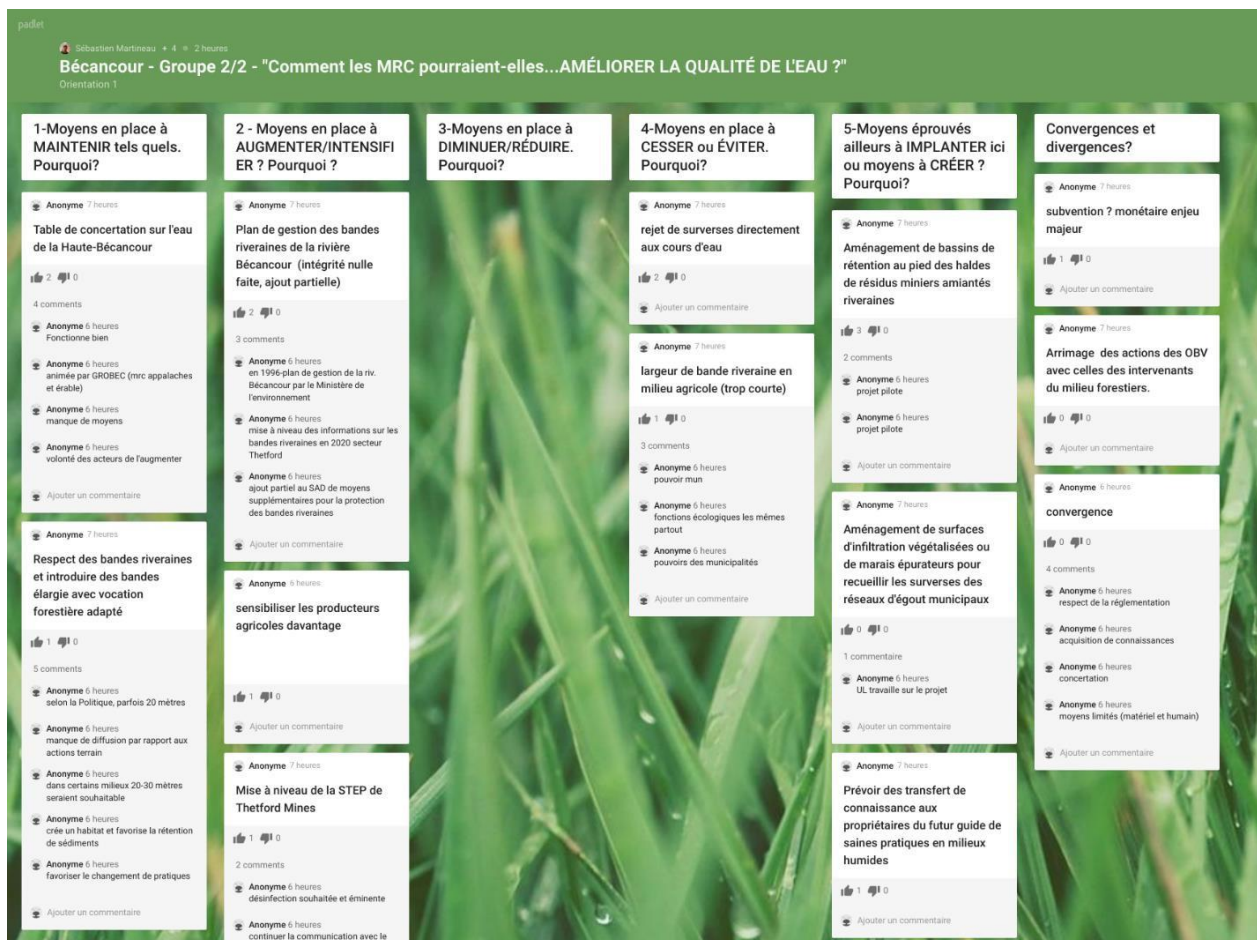 padlet
Sébastien Martineau + 4 2 heures
Bécancour - Groupe 2/2 - "Comment les MRC pourraient-elles...AMÉLIORER LA QUALITÉ DE L'EAU ?"
Orientation 1
1-Moyens en place à
MAINTENIR tels quels.
Pourquoi?
Anonyme 7 heures
Table de concertation sur l'eau
de la Haute-Bécancour
2 0
4 comments
Anonyme 6 heures
Fonctionne bien
Anonyme 6 heures
animée par GROBEC (mrc appalaches
et érable)
Anonyme 6 heures
manque de moyens
Anonyme 6 heures
volonté des acteurs de l'augmenter
Ajouter un commentaire
Anonyme 7 heures
Respect des bandes riveraines
et introduire des bandes
élargie avec vocation
forestière adapté
1 0
5 comments
Anonyme 6 heures
selon la Politique, parfois 20 mètres
Anonyme 6 heures
manque de diffusion par rapport aux
actions terrain
Anonyme 6 heures
dans certains milieux 20-30 mètres
seraient souhaitable
Anonyme 6 heures
crée un habitat et favorise la rétention
de sédiments
Anonyme 6 heures
favoriser le changement de pratiques
Ajouter un commentaire
2 - Moyens en place à
AUGMENTER/INTENSIFI
ER ? Pourquoi ?
Anonyme 7 heures
Plan de gestion des bandes
riveraines de la rivière
Bécancour (intégrité nulle
faite, ajout partielle)
2 0
3 comments
Anonyme 6 heures
en 1996-plan de gestion de la riv.
Bécancour par le Ministère de
l'environnement
Anonyme 6 heures
mise à niveau des informations sur les
bandes riveraines en 2020 secteur
Thetford
Anonyme 6 heures
ajout partiel au SAD de moyens
supplémentaires pour la protection
des bandes riveraines
Ajouter un commentaire
Anonyme 6 heures
sensibiliser les producteurs
agricoles davantage
1 0
Ajouter un commentaire
Anonyme 7 heures
Mise à niveau de la STEP de
Thetford Mines
1 0
2 comments
Anonyme 6 heures
désinfection souhaitée et éminente
Anonyme 6 heures
continuer la communication avec le
3-Moyens en place à
DIMINUER/RÉDUIRE.
Pourquoi?
4-Moyens en place à
CESSER ou ÉVITER.
Pourquoi?
Anonyme 7 heures
rejet de surverses directement
aux cours d'eau
2 0
Ajouter un commentaire
Anonyme 7 heures
largeur de bande riveraine en
milieu agricole (trop courte)
1 0
3 comments
Anonyme 6 heures
pouvoir mun
Anonyme 6 heures
fonctions écologiques les mêmes
partout
Anonyme 6 heures
pouvoirs des municipalités
Ajouter un commentaire
5-Moyens éprouvés
ailleurs à IMPLANTER ici
ou moyens à CRÉER ?
Pourquoi?
Anonyme 7 heures
Aménagement de bassins de
rétention au pied des haldes
de résidus miniers amiantés
riveraines
3 0
2 comments
Anonyme 6 heures
projet pilote
Anonyme 6 heures
projet pilote
Ajouter un commentaire
Anonyme 7 heures
Aménagement de surfaces
d'infiltration végétalisées ou
de marais épurateurs pour
recueillir les surverses des
réseaux d'égout municipaux
0 0
1 commentaire
Anonyme 6 heures
UL travaille sur le projet
Ajouter un commentaire
Anonyme 7 heures
Prévoir des transfert de
connaissance aux
propriétaires du futur guide de
saines pratiques en milieux
humides
1 0
Ajouter un commentaire
Convergences et
divergences?
Anonyme 7 heures
subvention ? monétaire enjeu
majeur
1 0
Ajouter un commentaire
Anonyme 7 heures
Arrimage des actions des OBV
avec celles des intervenants
du milieu forestiers.
0 0
Ajouter un commentaire
Anonyme 6 heures
convergence
0 0
4 comments
Anonyme 6 heures
respect de la réglementation
Anonyme 6 heures
acquisition de connaissances
Anonyme 6 heures
concertation
Anonyme 6 heures
moyens limités (matériel et humain)
Ajouter un commentaire